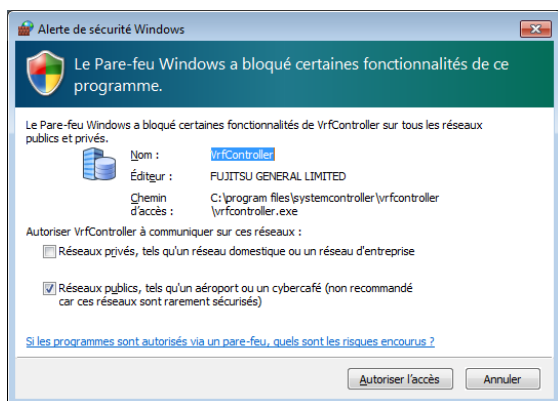 Alerte de sécurité Windows
Le Pare-feu Windows a bloqué certaines fonctionnalités de ce
programme.
Le Pare-feu Windows a bloqué certaines fonctionnalités de VrfController sur tous les réseaux
publics et privés.
Nom : VrfController
Éditeur : FUJITSU GENERAL LIMITED
Chemin C:\program files\systemcontroller\vrfcontroller
d'accès : \vrfcontroller.exe
Autoriser VrfController à communiquer sur ces réseaux :
Réseaux privés, tels qu'un réseau domestique ou un réseau d'entreprise
Réseaux publics, tels qu'un aéroport ou un cybercafé (non recommandé
car ces réseaux sont rarement sécurisés)
Si les programmes sont autorisés via un pare-feu, quels sont les risques encourus ?
Autoriser l'accès Annuler